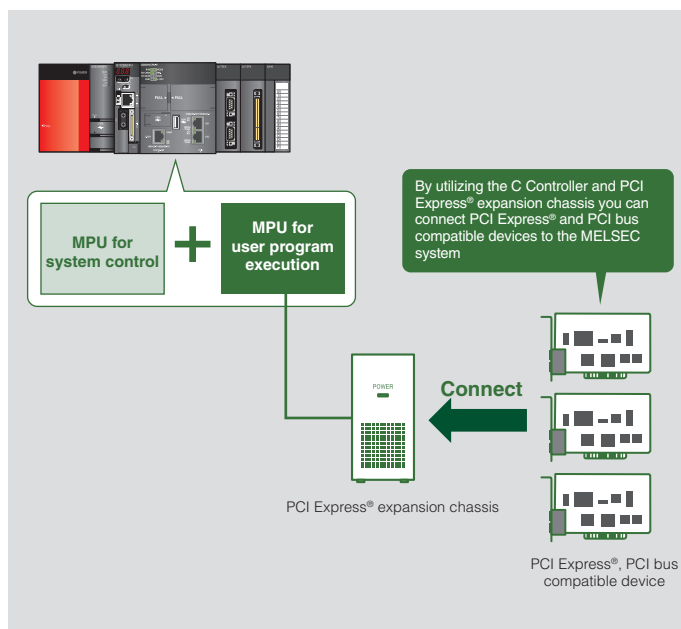 MPU for
system control
+
MPU for
user program
execution
By utilizing the C Controller and PCI
Express® expansion chassis you can
connect PCI Express® and PCI bus
compatible devices to the MELSEC
system
POWER
Connect
PCI Express® expansion chassis
PCI Express®, PCI bus
compatible device